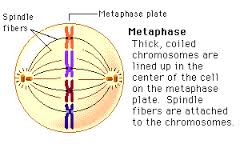 Spindle
fibers
Metaphase plate
Metaphase
Thick, coiled
chromosomes are
lined up in the
center of the cell
on the metaphase
plate. Spindle
fibers are attached
to the chromosomes.